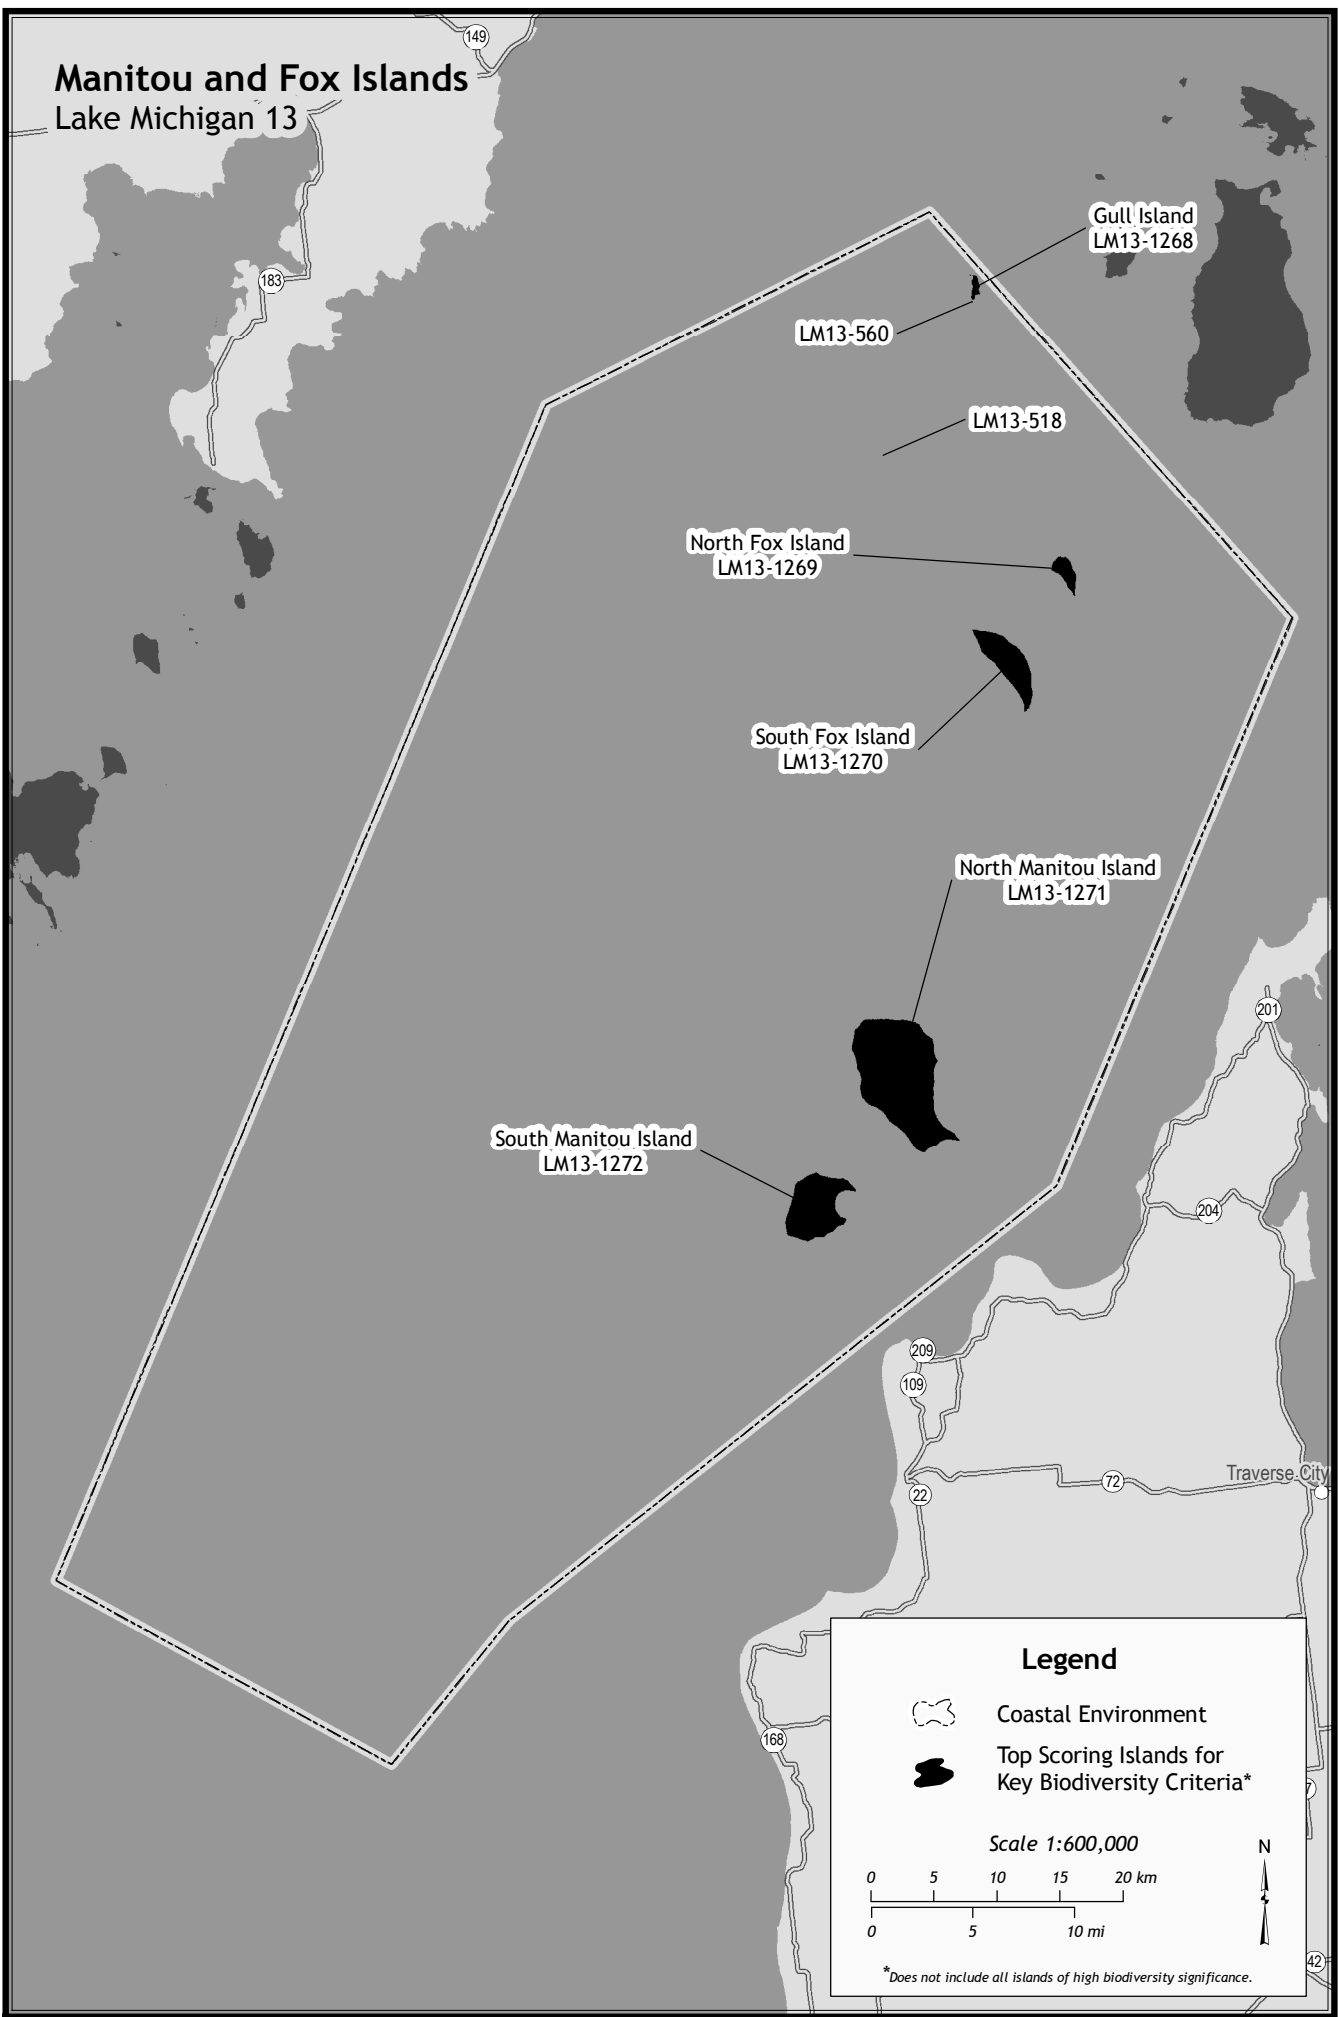 149
Manitou and Fox Islands
Lake Michigan 13
183
Gull Island
LM13-1268
LM13-560
LM13-518
North Fox Island
LM13-1269
South Fox Island
LM13-1270
North Manitou Island
LM13-1271
201
South Manitou Island
LM13-1272
204
209
109
Traverse City
72
22
168
Legend
Coastal Environment
Top Scoring Islands for
Key Biodiversity Criteria*
7
Scale 1:600,000
N
0 5 10 15 20 km
0 5 10 mi
42
*Does not include all islands of high biodiversity significance.